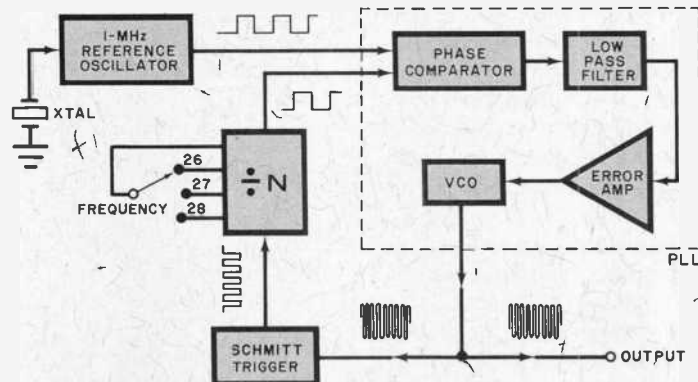 1-MHz
REFERENCE
OSCILLATOR
PHASE
COMPARATOR
LOW
PASS
FILTER
XTAL
26
27
28
FREQUENCY
÷ N
VCO
ERROR
AMP
PLL
SCHMITT
TRIGGER
OUTPUT